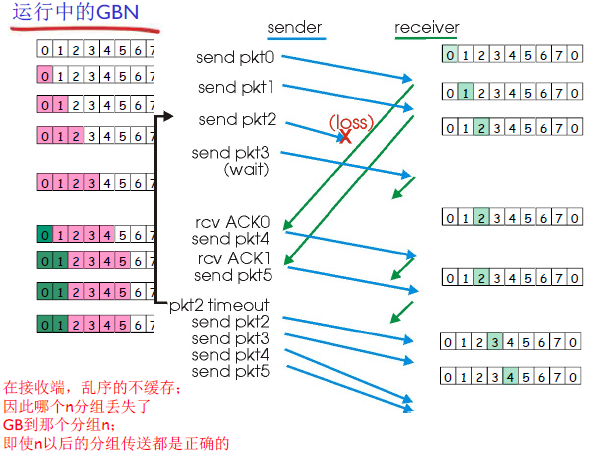 运行中的GBN
sender
receiver
0 1 2 3 4 5 6 7
send pkt0
0 1 2 3 4 5 6 7 0
0 1 2 3 4 5 6 7
send pkt1
0 1 2 3 4 5 6 7 0
0 1 2 3 4 5 6 7
send pkt2
(loss)
X
0 1 2 3 4 5 6 7 0
0 1 2 3 4 5 6 7
send pkt3
(wait)
0 1 2 3 4 5 6 7
rcv ACK0
0 1 2 3 4 5 6 7 0
0 1 2 3 4 5 6 7
send pkt4
0 1 2 3 4 5 6 7
rcv ACK1
send pkt5
0 1 2 3 4 5 6 7 0
0 1 2 3 4 5 6 7
pkt2 timeout
0 1 2 3 4 5 6 7
send pkt2
send pkt3
0 1 2 3 4 5 6 7 0
send pkt4
send pkt5
0 1 2 3 4 5 6 7 0
在接收端，乱序的不缓存；
因此哪个n分组丢失了
GB到那个分组n；
即使n以后的分组传送都是正确的